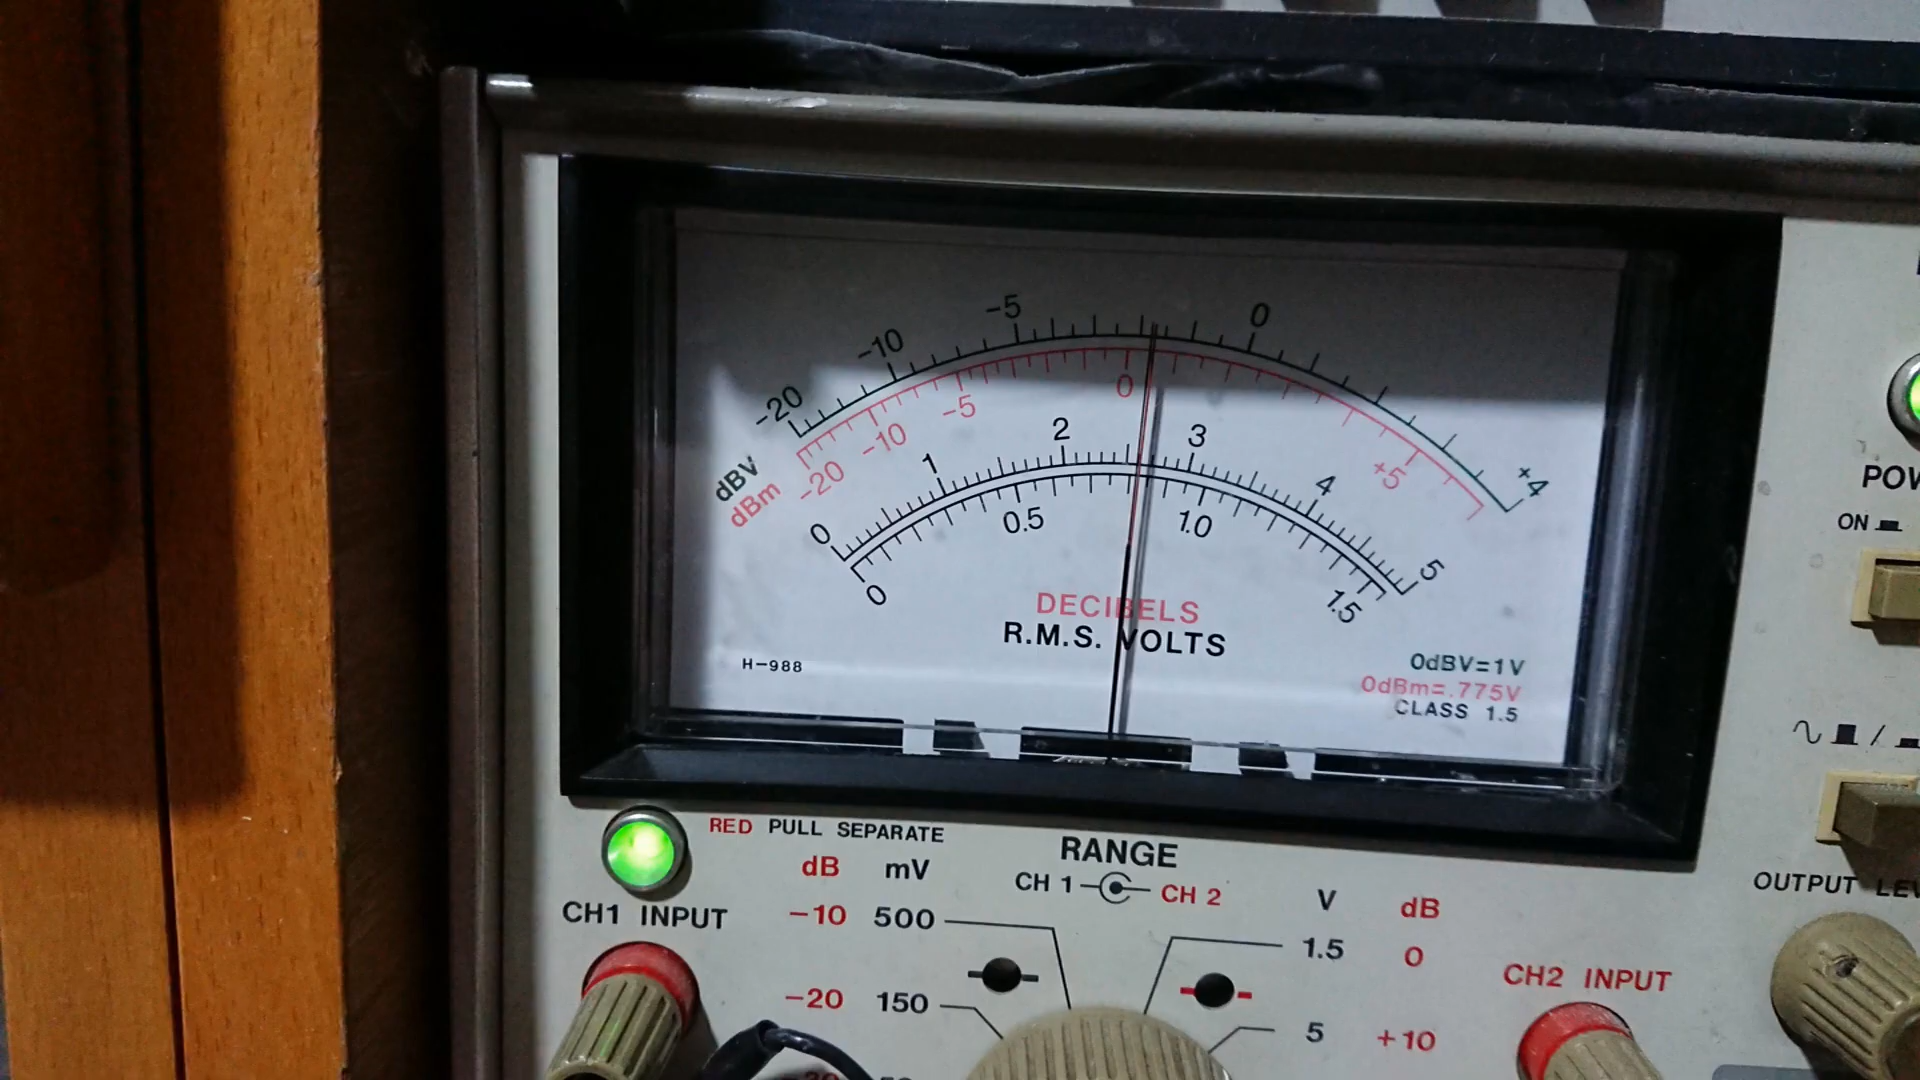 -20 -10 -5 0 +4
dBV
dBm
-20 -10 -5 0 +5
0 1 2 3 4 5
0 0.5 1.0 1.5
DECIBELS
R.M.S. VOLTS
H-988
0dBV=1V
0dBm=.775V
CLASS 1.5
POW
ON
RED PULL SEPARATE
RANGE
CH 1 CH 2
dB mV V dB
CH1 INPUT
-10 500 1.5 0
-20 150 5 +10
CH2 INPUT
OUTPUT LEV